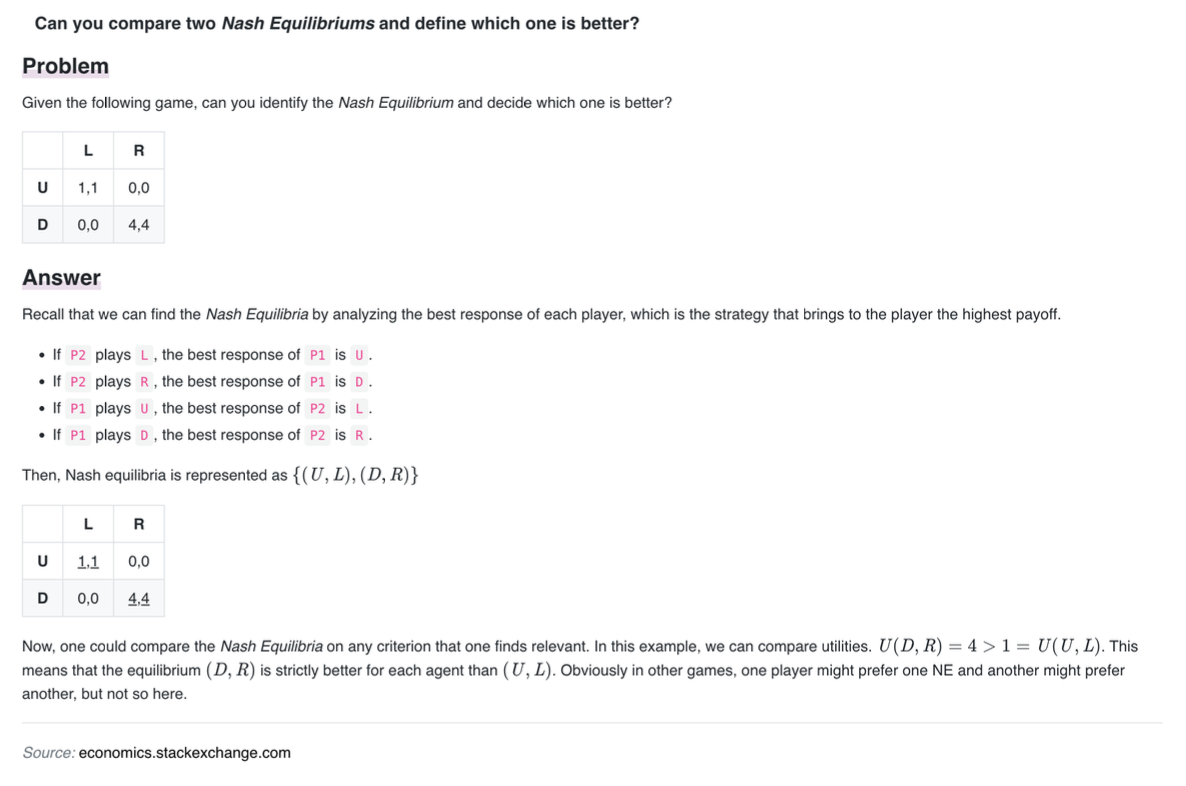 Can you compare two Nash Equilibriums and define which one is better?
Problem
Given the following game, can you identify the Nash Equilibrium and decide which one is better?
L R
U 1,1 0,0
D 0,0 4,4
Answer
Recall that we can find the Nash Equilibria by analyzing the best response of each player, which is the strategy that brings to the player the highest payoff.
• If P2 plays L , the best response of P1 is U .
• If P2 plays R , the best response of P1 is D .
• If P1 plays U , the best response of P2 is L .
• If P1 plays D , the best response of P2 is R .
Then, Nash equilibria is represented as {(U, L), (D, R)}
L R
U 1,1 0,0
D 0,0 4,4
Now, one could compare the Nash Equilibria on any criterion that one finds relevant. In this example, we can compare utilities. U(D, R) = 4 > 1 = U(U, L). This
means that the equilibrium (D, R) is strictly better for each agent than (U, L). Obviously in other games, one player might prefer one NE and another might prefer
another, but not so here.
Source: economics.stackexchange.com